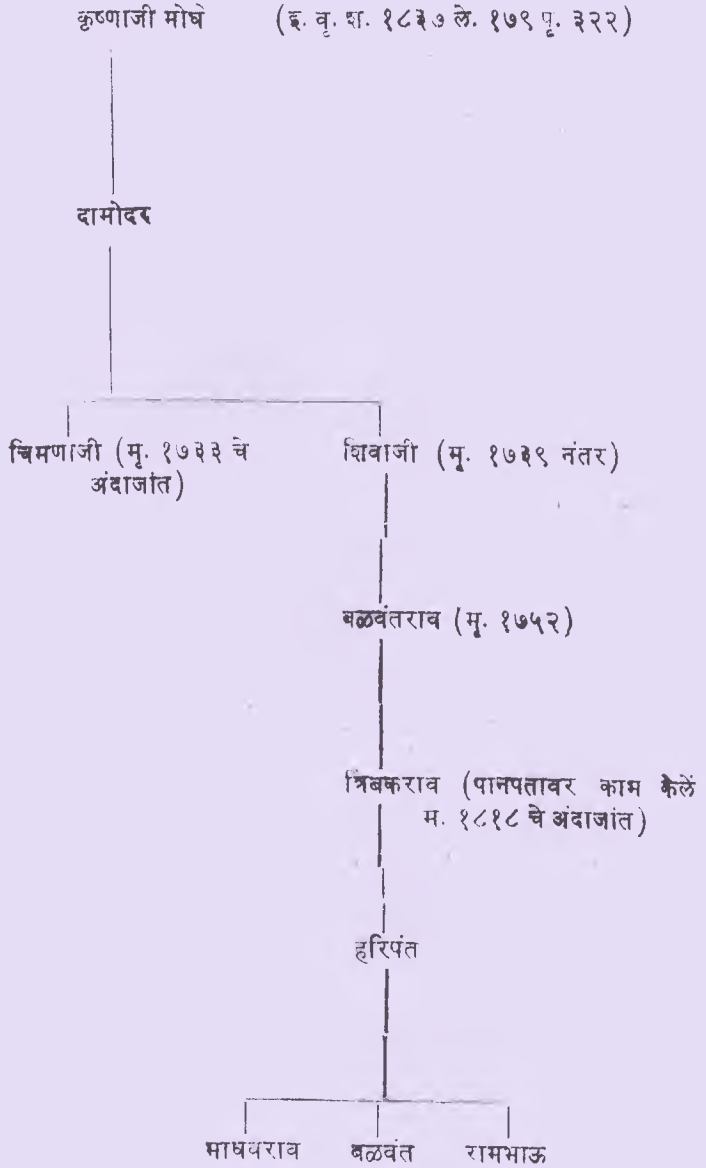 कृष्णाजी मोघे (इ. वृ. श. १८३७ ले. १७९ पृ. ३२२)
दामोदर
चिमणाजी (मृ. १७३३ चे अंदाजांत)
शिवाजी (मृ. १७३९ नंतर)
बळवंतराव (मृ. १७५२)
त्रिंबकराव (पानपतावर काम केलें
म. १८१८ चे अंदाजांत)
हरिपंत
माधवराव बळवंत रामभाऊ